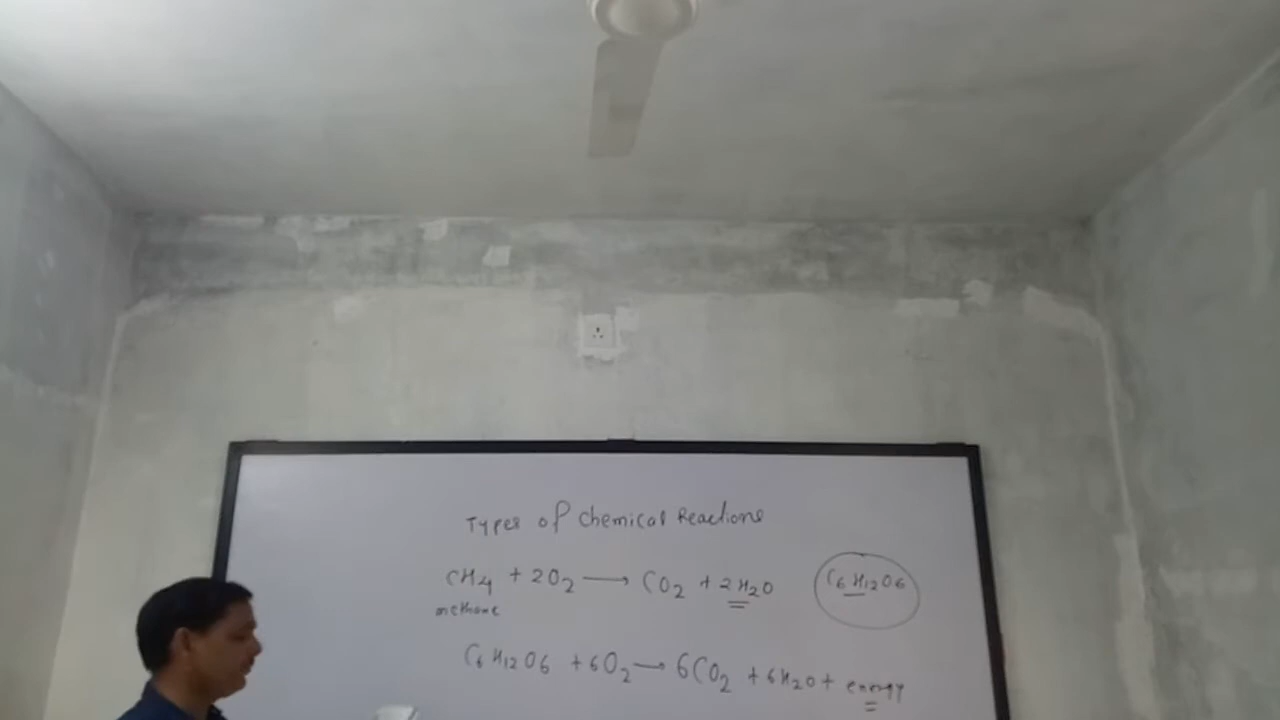 Types of Chemical Reactions
CH4 + 2O2 → CO2 + 2H2O
methane
C6H12O6
C6H12O6 + 6O2 → 6CO2 + 6H2O + energy